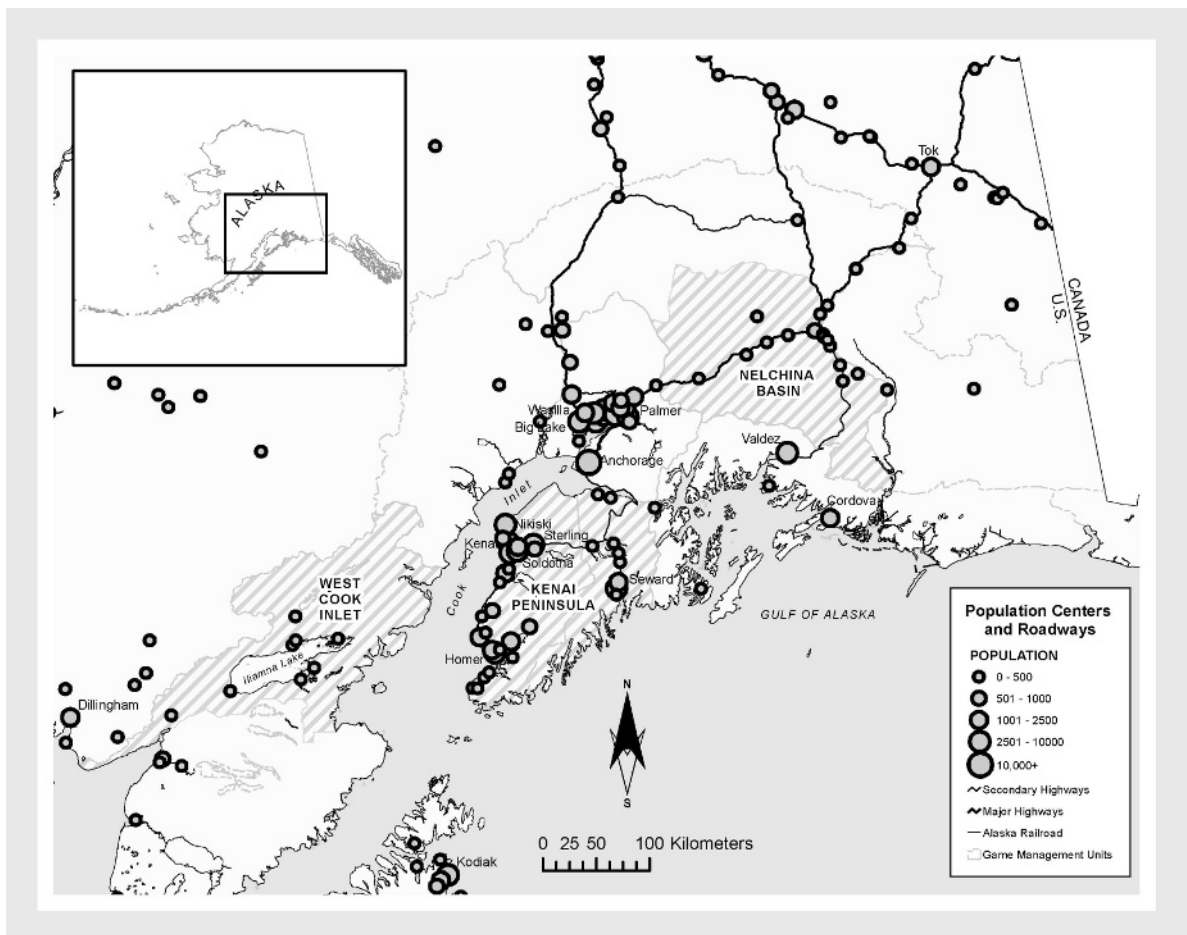 ALASKA
Tok
CANADA
U.S.
NELCHINA
BASIN
Wasilla
Palmer
Big Lake
Valdez
Anchorage
Inlet
Cordova
Nikiski
Kenai
Sterling
Soldotna
WEST
COOK
INLET
Cook
KENAI
PENINSULA
Seward
GULF OF ALASKA
Iliamna Lake
Homer
Dillingham
Kodiak
N
S
0 25 50 100 Kilometers
Population Centers
and Roadways
POPULATION
0 - 500
501 - 1000
1001 - 2500
2501 - 10000
10,000+
Secondary Highways
Major Highways
Alaska Railroad
Game Management Units